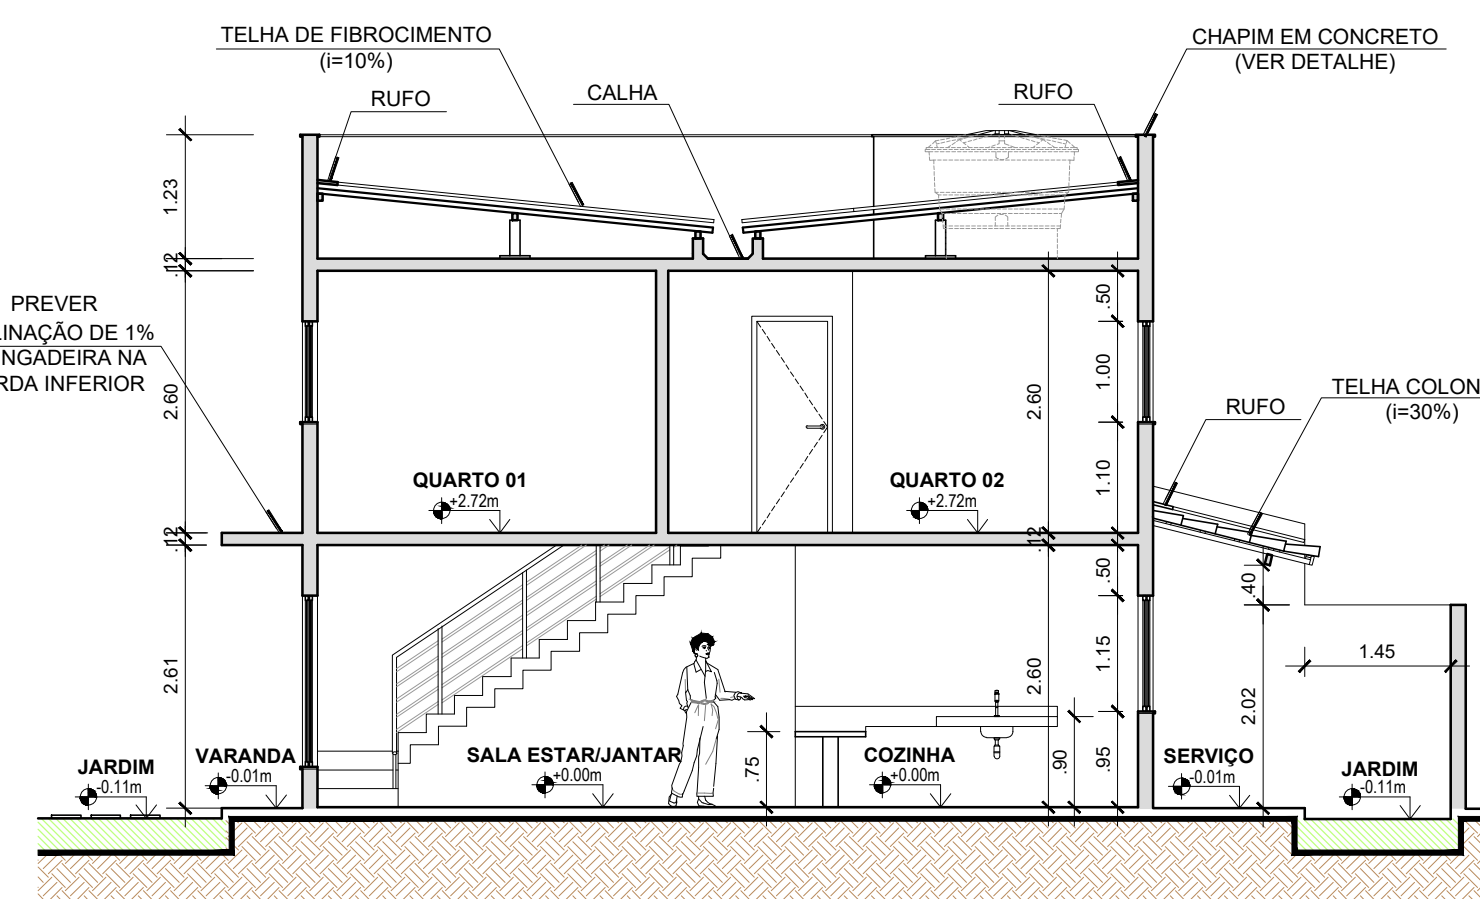 TELHA DE FIBROCIMENTO
(i=10%)
CHAPIM EM CONCRETO
(VER DETALHE)
RUFO
CALHA
RUFO
1.23
.12
PREVER
LINAÇÃO DE 1%
NGADEIRA NA
RDA INFERIOR
2.60
.12
2.61
2.60
.12
2.60
.50
1.00
1.10
.50
1.15
.95
.90
.75
TELHA COLON
(i=30%)
RUFO
QUARTO 01
+2.72m
QUARTO 02
+2.72m
.40
2.02
1.45
JARDIM
-0.11m
VARANDA
-0.01m
SALA ESTAR/JANTAR
+0.00m
COZINHA
+0.00m
SERVIÇO
-0.01m
JARDIM
-0.11m